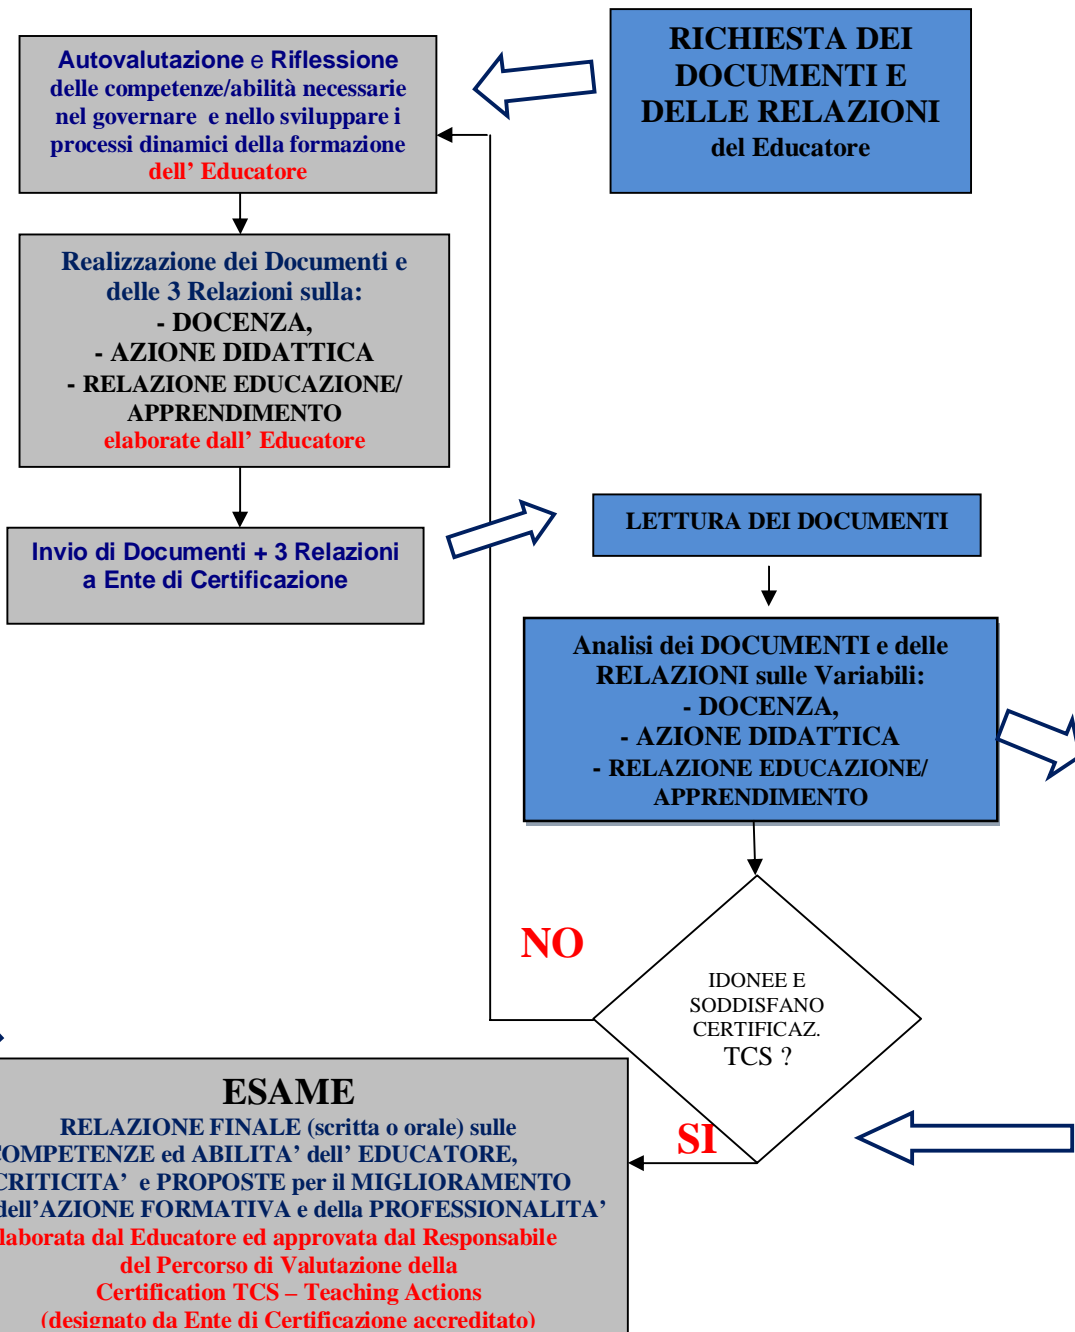 RICHIESTA DEI
DOCUMENTI E
DELLE RELAZIONI
del Educatore
Autovalutazione e Riflessione
delle competenze/abilità necessarie
nel governare e nello sviluppare i
processi dinamici della formazione
dell’ Educatore
Realizzazione dei Documenti e
delle 3 Relazioni sulla:
- DOCENZA,
- AZIONE DIDATTICA
- RELAZIONE EDUCAZIONE/
APPRENDIMENTO
elaborate dall’ Educatore
Invio di Documenti + 3 Relazioni
a Ente di Certificazione
LETTURA DEI DOCUMENTI
Analisi dei DOCUMENTI e delle
RELAZIONI sulle Variabili:
- DOCENZA,
- AZIONE DIDATTICA
- RELAZIONE EDUCAZIONE/
APPRENDIMENTO
NO
IDONEE E
SODDISFANO
CERTIFICAZ.
TCS ?
SI
ESAME
RELAZIONE FINALE (scritta o orale) sulle
COMPETENZE ed ABILITA’ dell’ EDUCATORE,
CRITICITA’ e PROPOSTE per il MIGLIORAMENTO
dell’AZIONE FORMATIVA e della PROFESSIONALITA’
laborata dal Educatore ed approvata dal Responsabile
del Percorso di Valutazione della
Certification TCS – Teaching Actions
(designato da Ente di Certificazione accreditato)